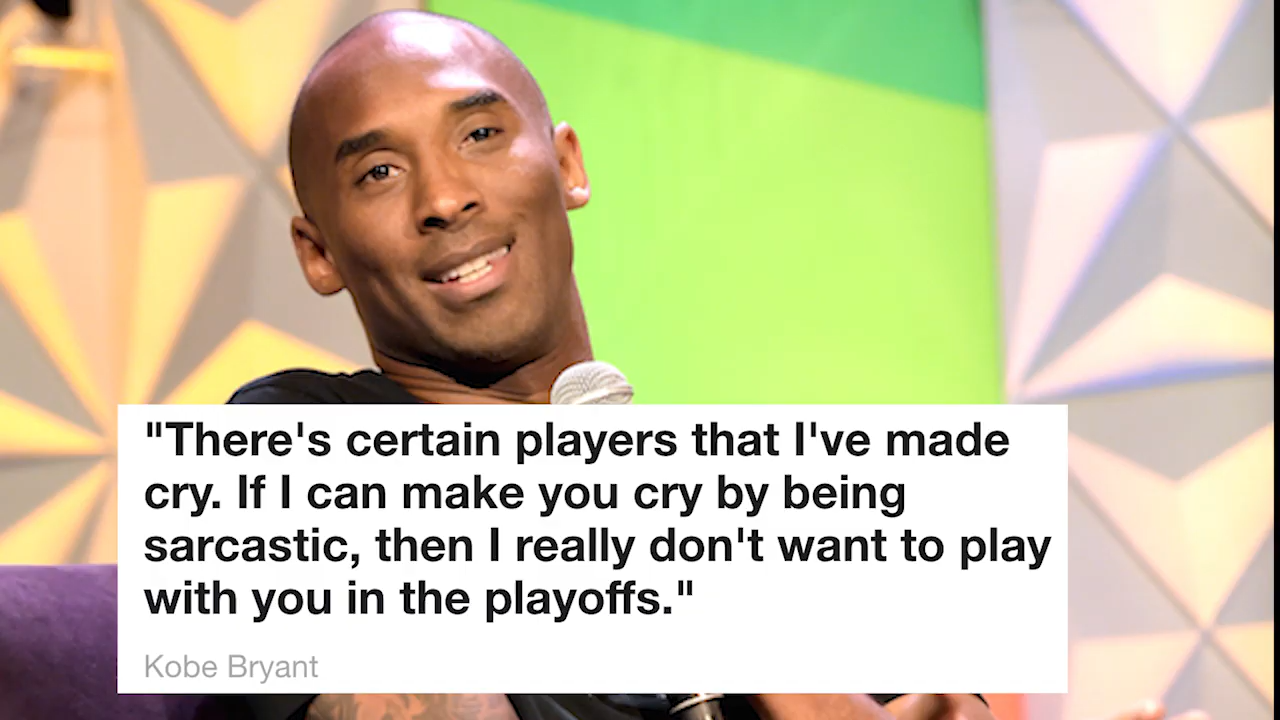 "There's certain players that I've made
cry. If I can make you cry by being
sarcastic, then I really don't want to play
with you in the playoffs."
Kobe Bryant